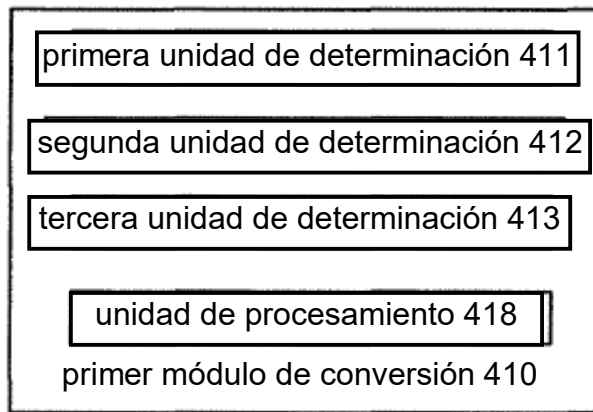 primera unidad de determinación 411
segunda unidad de determinación 412
tercera unidad de determinación 413
unidad de procesamiento 418
primer módulo de conversión 410